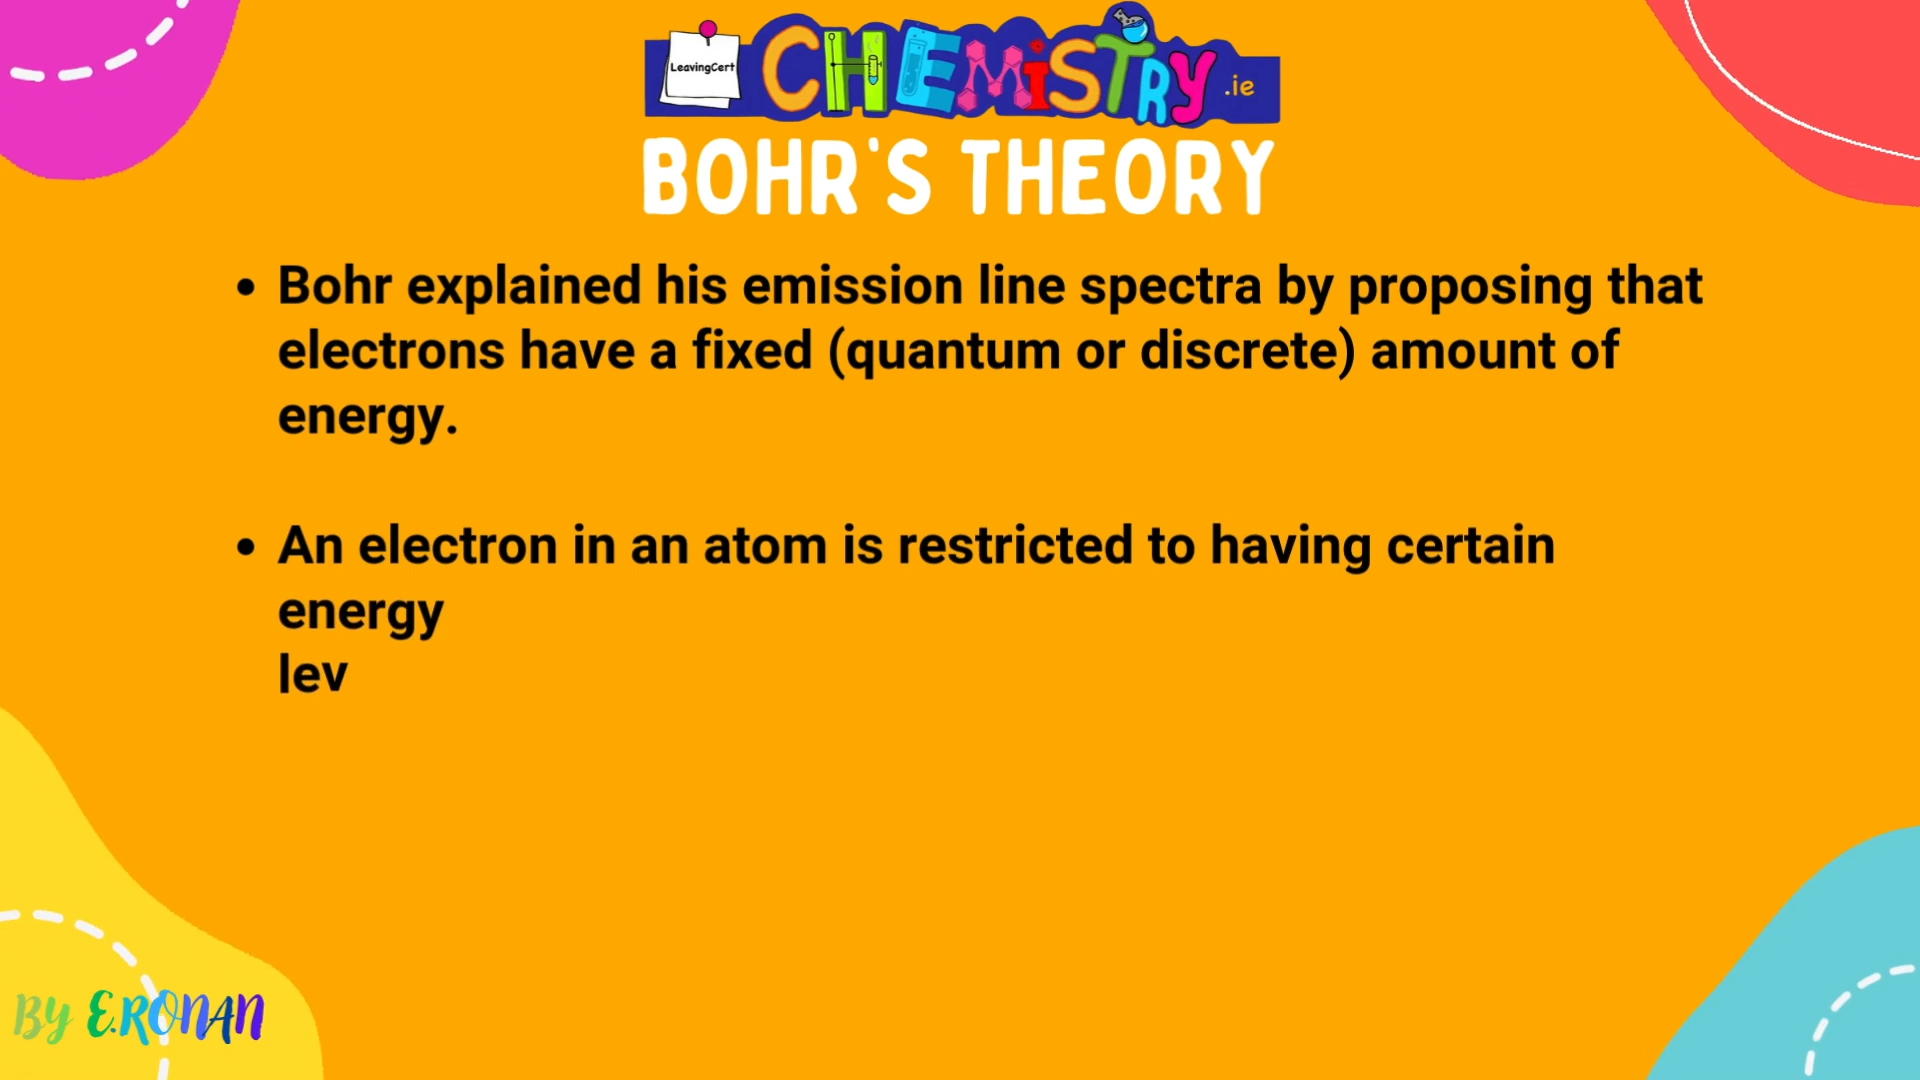 LeavingCert
CHEMiSTRY.ie
BOHR'S THEORY
• Bohr explained his emission line spectra by proposing that
electrons have a fixed (quantum or discrete) amount of
energy.
• An electron in an atom is restricted to having certain
energy
lev
By E.RONAN